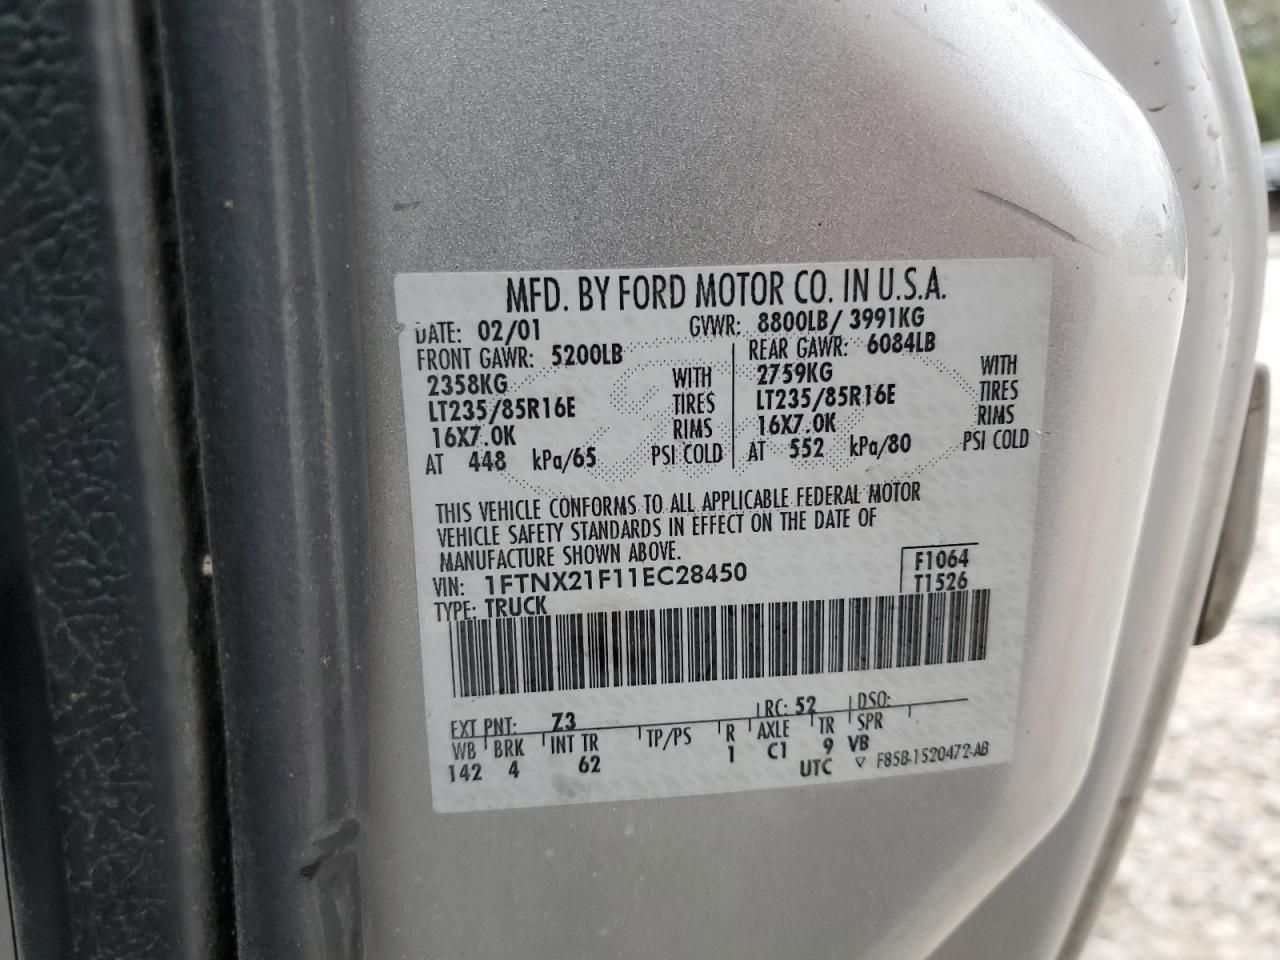 MFD. BY FORD MOTOR CO. IN U.S.A.
DATE: 02/01 GVWR: 8800LB/ 3991KG
FRONT GAWR: 5200LB REAR GAWR: 6084LB
2358KG WITH 2759KG WITH
LT235/85R16E TIRES LT235/85R16E TIRES
16X7.0K RIMS 16X7.0K RIMS
AT 448 kPa/65 PSI COLD AT 552 kPa/80 PSI COLD
THIS VEHICLE CONFORMS TO ALL APPLICABLE FEDERAL MOTOR
VEHICLE SAFETY STANDARDS IN EFFECT ON THE DATE OF
MANUFACTURE SHOWN ABOVE.
VIN: 1FTNX21F11EC28450 F1064
TYPE: TRUCK T1526
EXT PNT: Z3 RC: 52 DSO:
WB BRK INT TR TP/PS R AXLE TR SPR
142 4 62 1 C1 9 VB
UTC ▽ F85B-1520472-AB